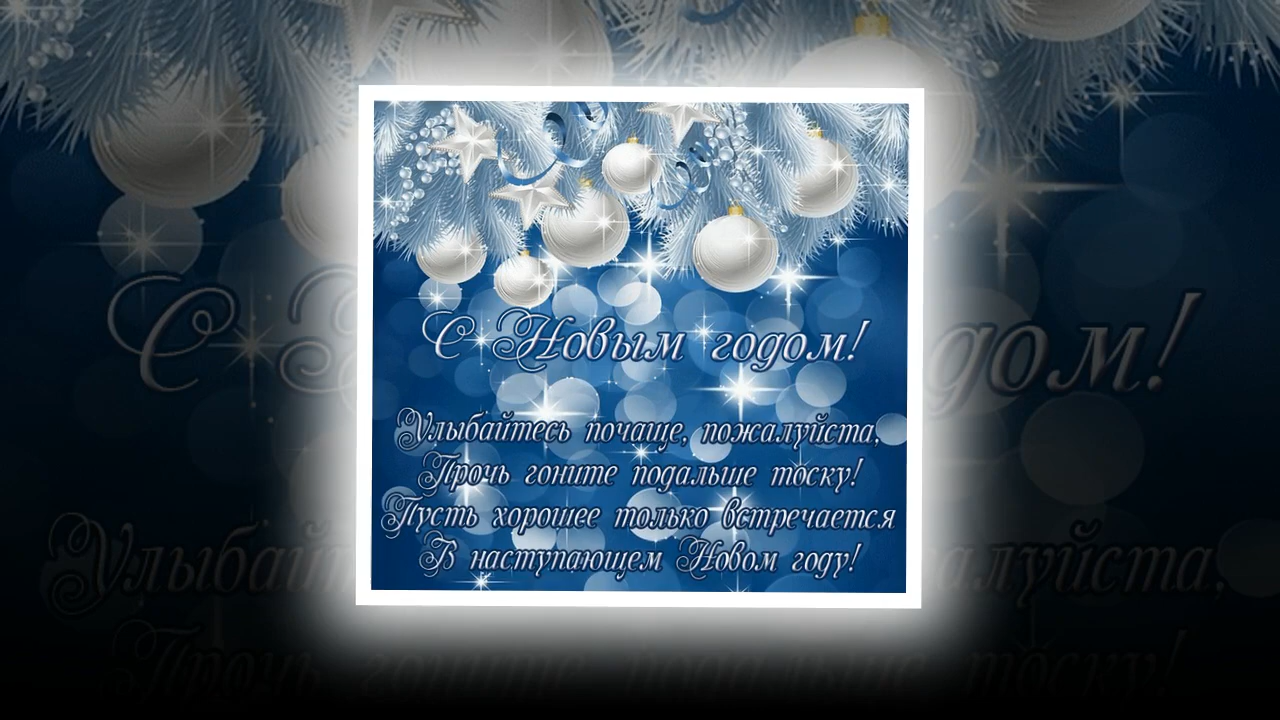 С Новым годом!
Улыбайтесь почаще, пожалуйста,
Прочь гоните подальше тоску!
Пусть хорошее только встречается
В наступающем Новом году!